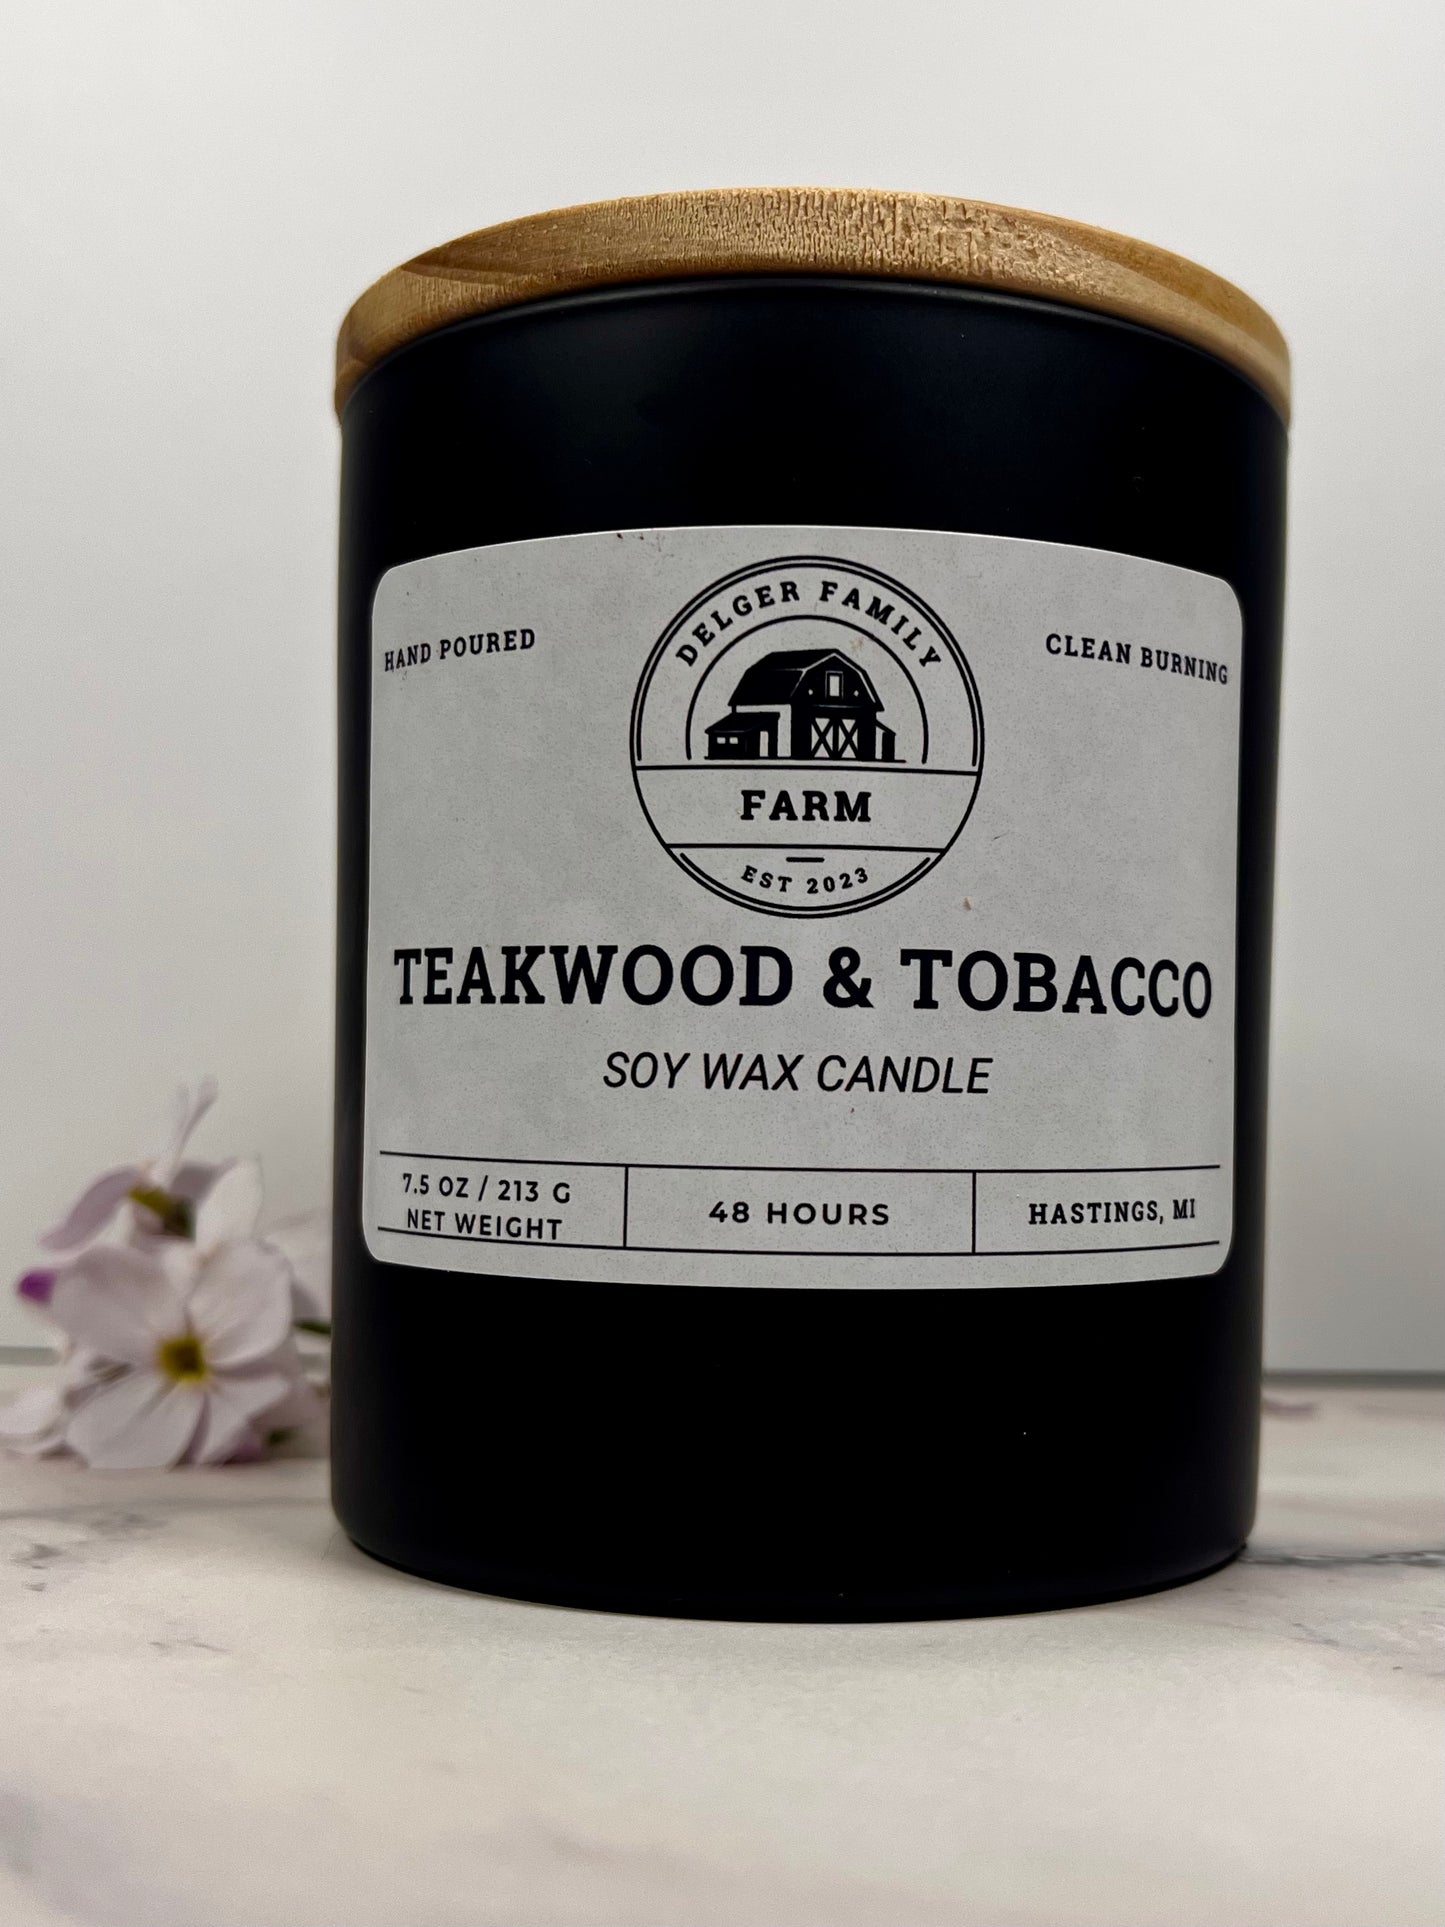 HAND POURED
DELGER FAMILY
CLEAN BURNING
FARM
EST 2023
TEAKWOOD & TOBACCO
SOY WAX CANDLE
7.5 OZ / 213 G
NET WEIGHT
48 HOURS
HASTINGS, MI